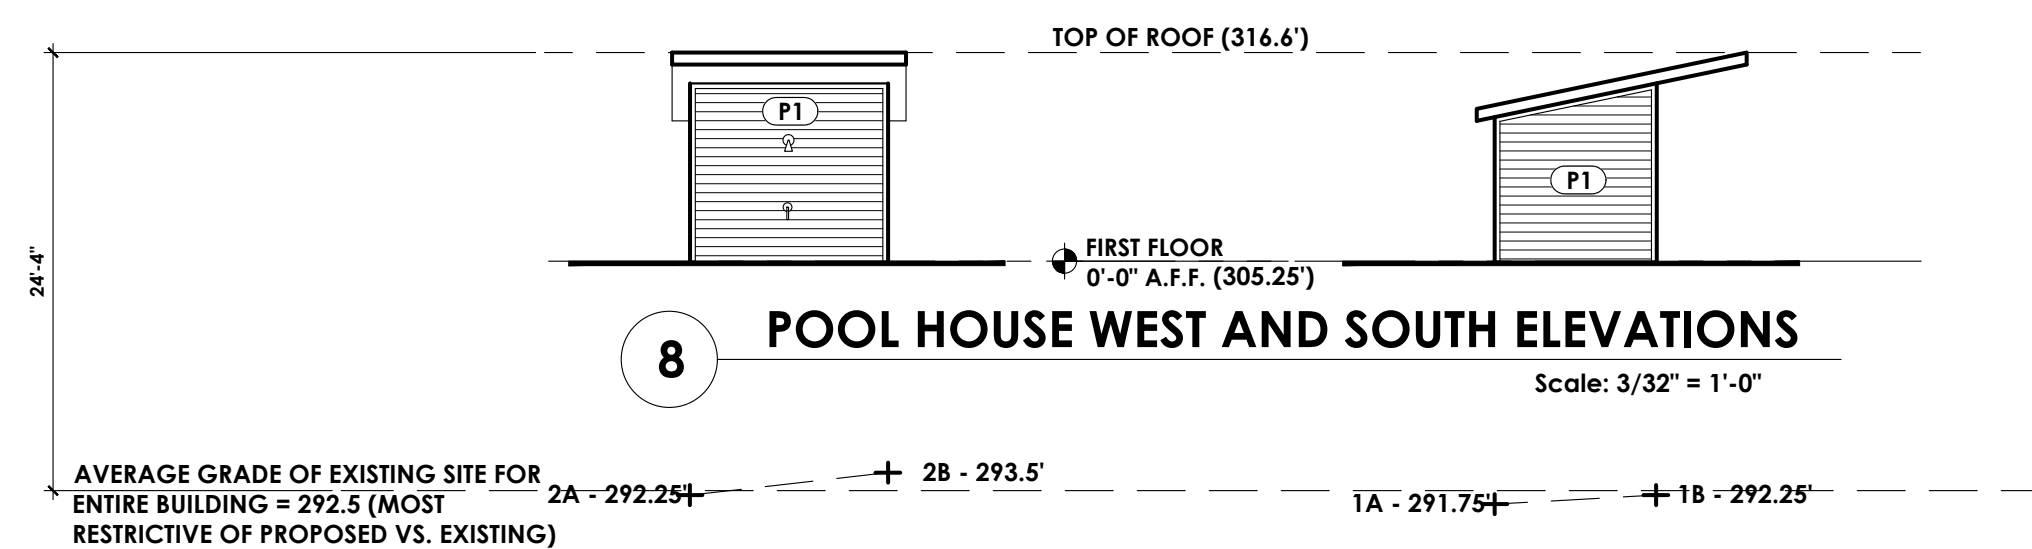 TOP OF ROOF (316.6')
P1
P1
24'-4"
FIRST FLOOR
0'-0" A.F.F. (305.25')
8
POOL HOUSE WEST AND SOUTH ELEVATIONS
Scale: 3/32" = 1'-0"
AVERAGE GRADE OF EXISTING SITE FOR
ENTIRE BUILDING = 292.5 (MOST
RESTRICTIVE OF PROPOSED VS. EXISTING)
2A - 292.25'
2B - 293.5'
1A - 291.75'
1B - 292.25'